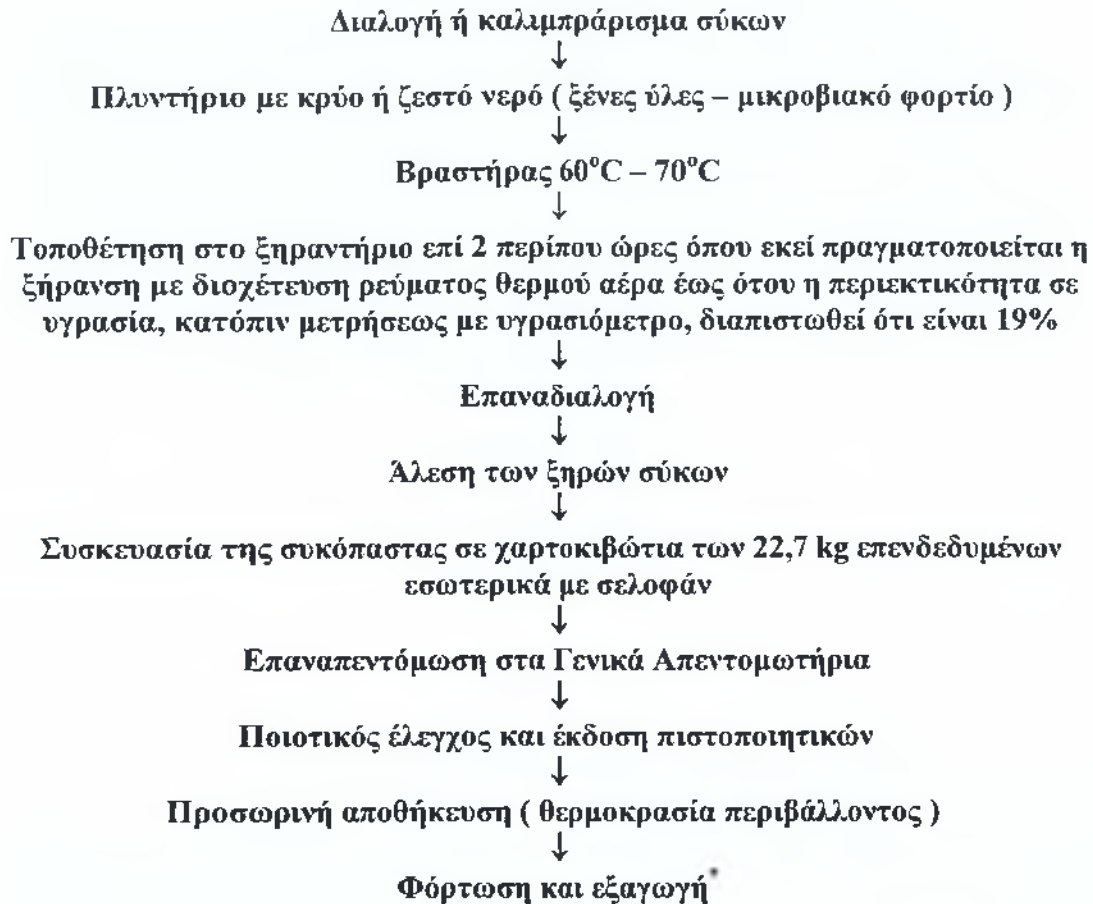 Διαλογή ή καλιμπράρισμα σύκων
↓
Πλυντήριο με κρύο ή ζεστό νερό ( ξένες ύλες – μικροβιακό φορτίο )
↓
Βραστήρας 60°C – 70°C
↓
Τοποθέτηση στο ξηραντήριο επί 2 περίπου ώρες όπου εκεί πραγματοποιείται η
ξήρανση με διοχέτευση ρεύματος θερμού αέρα έως ότου η περιεκτικότητα σε
υγρασία, κατόπιν μετρήσεως με υγρασιόμετρο, διαπιστωθεί ότι είναι 19%
↓
Επαναδιαλογή
↓
Άλεση των ξηρών σύκων
↓
Συσκευασία της συκόπαστας σε χαρτοκιβώτια των 22,7 kg επενδεδυμένων
εσωτερικά με σελοφάν
↓
Επαναπεντόμωση στα Γενικά Απεντομωτήρια
↓
Ποιοτικός έλεγχος και έκδοση πιστοποιητικών
↓
Προσωρινή αποθήκευση ( θερμοκρασία περιβάλλοντος )
↓
Φόρτωση και εξαγωγή